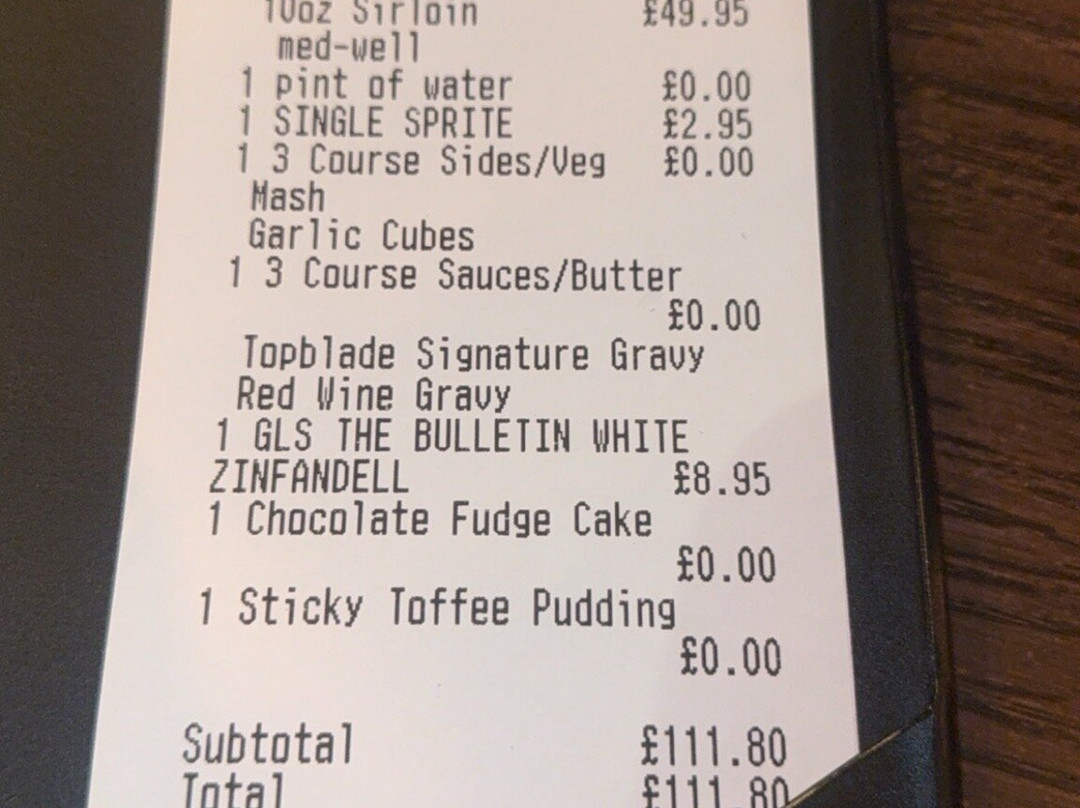 10oz Sirloin £49.95
med-well
1 pint of water £0.00
1 SINGLE SPRITE £2.95
1 3 Course Sides/Veg £0.00
Mash
Garlic Cubes
1 3 Course Sauces/Butter
£0.00
Topblade Signature Gravy
Red Wine Gravy
1 GLS THE BULLETIN WHITE
ZINFANDELL £8.95
1 Chocolate Fudge Cake
£0.00
1 Sticky Toffee Pudding
£0.00
Subtotal £111.80
Total £111.80